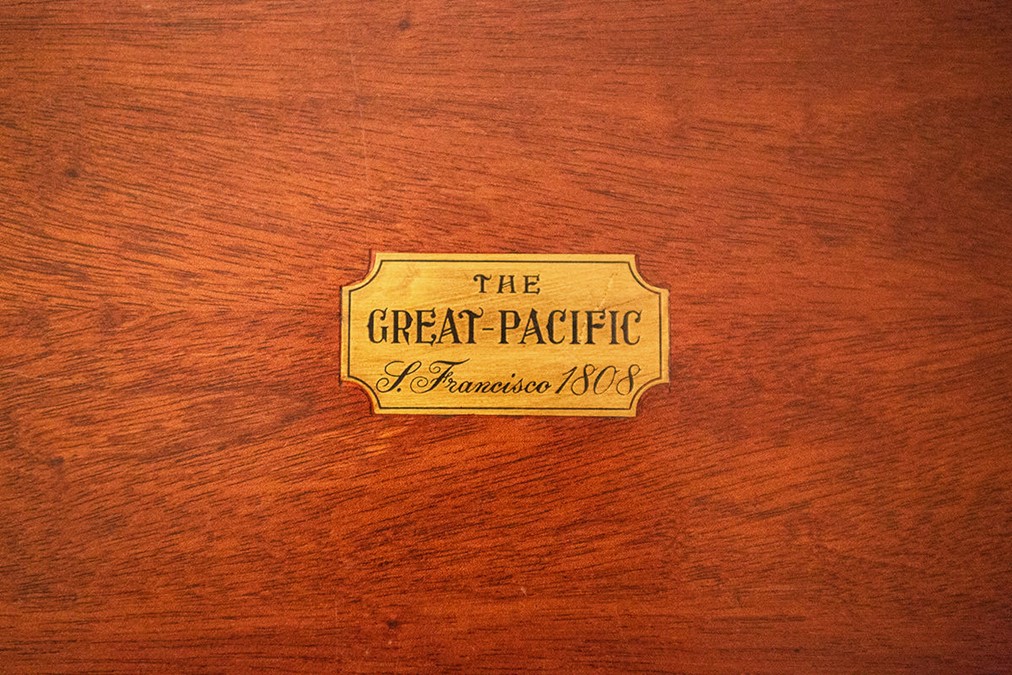 THE
GREAT-PACIFIC
S. Francisco 1808